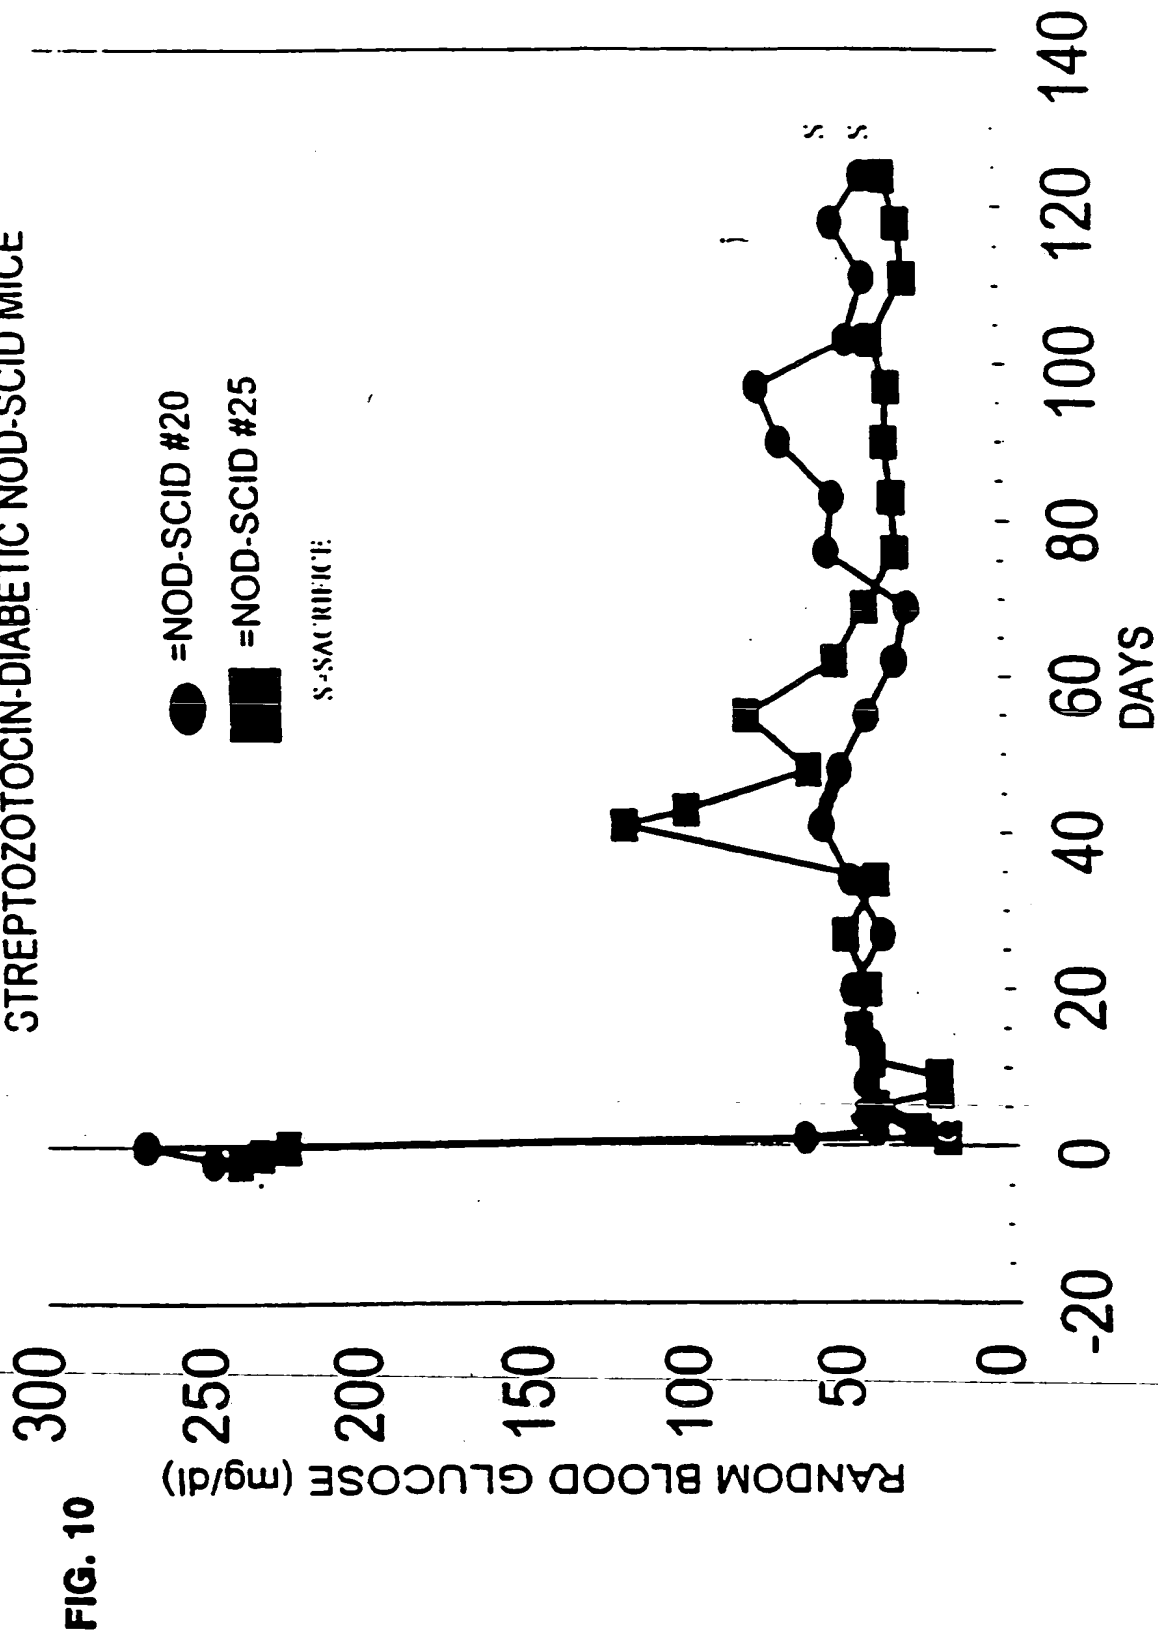 FIG. 10
STREPTOZOTOCIN-DIABETIC NOD-SCID MICE
=NOD-SCID #20
=NOD-SCID #25
S-SACRIFICE
RANDOM BLOOD GLUCOSE (mg/dl)
300
250
200
150
100
50
0
S
S
-20 0 20 40 60 80 100 120 140
DAYS